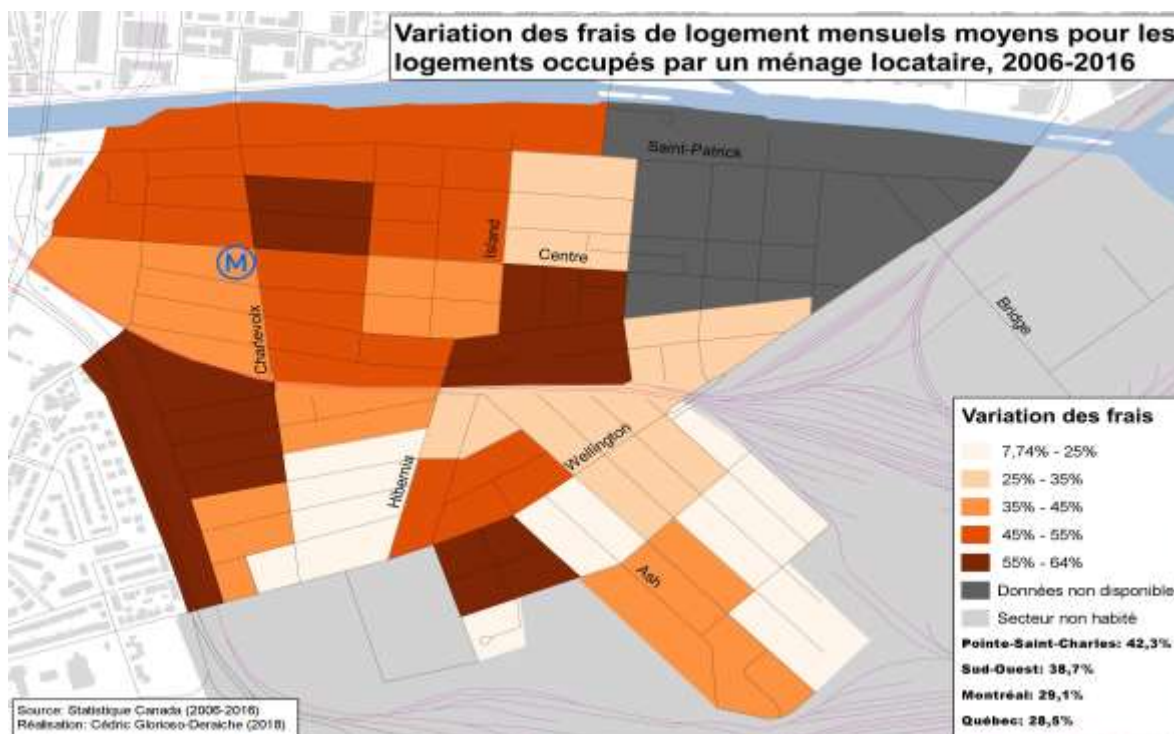 Variation des frais de logement mensuels moyens pour les
logements occupés par un ménage locataire, 2006-2016
Saint-Patrick
Island
Centre
M
Charlevoix
Bridge
Wellington
Hibernia
Ash
Variation des frais
7,74% - 25%
25% - 35%
35% - 45%
45% - 55%
55% - 64%
Données non disponible
Secteur non habité
Pointe-Saint-Charles: 42,3%
Sud-Ouest: 38,7%
Montréal: 29,1%
Québec: 28,5%
Source: Statistique Canada (2006-2016)
Réalisation: Cédric Glorioso-Deraiche (2018)